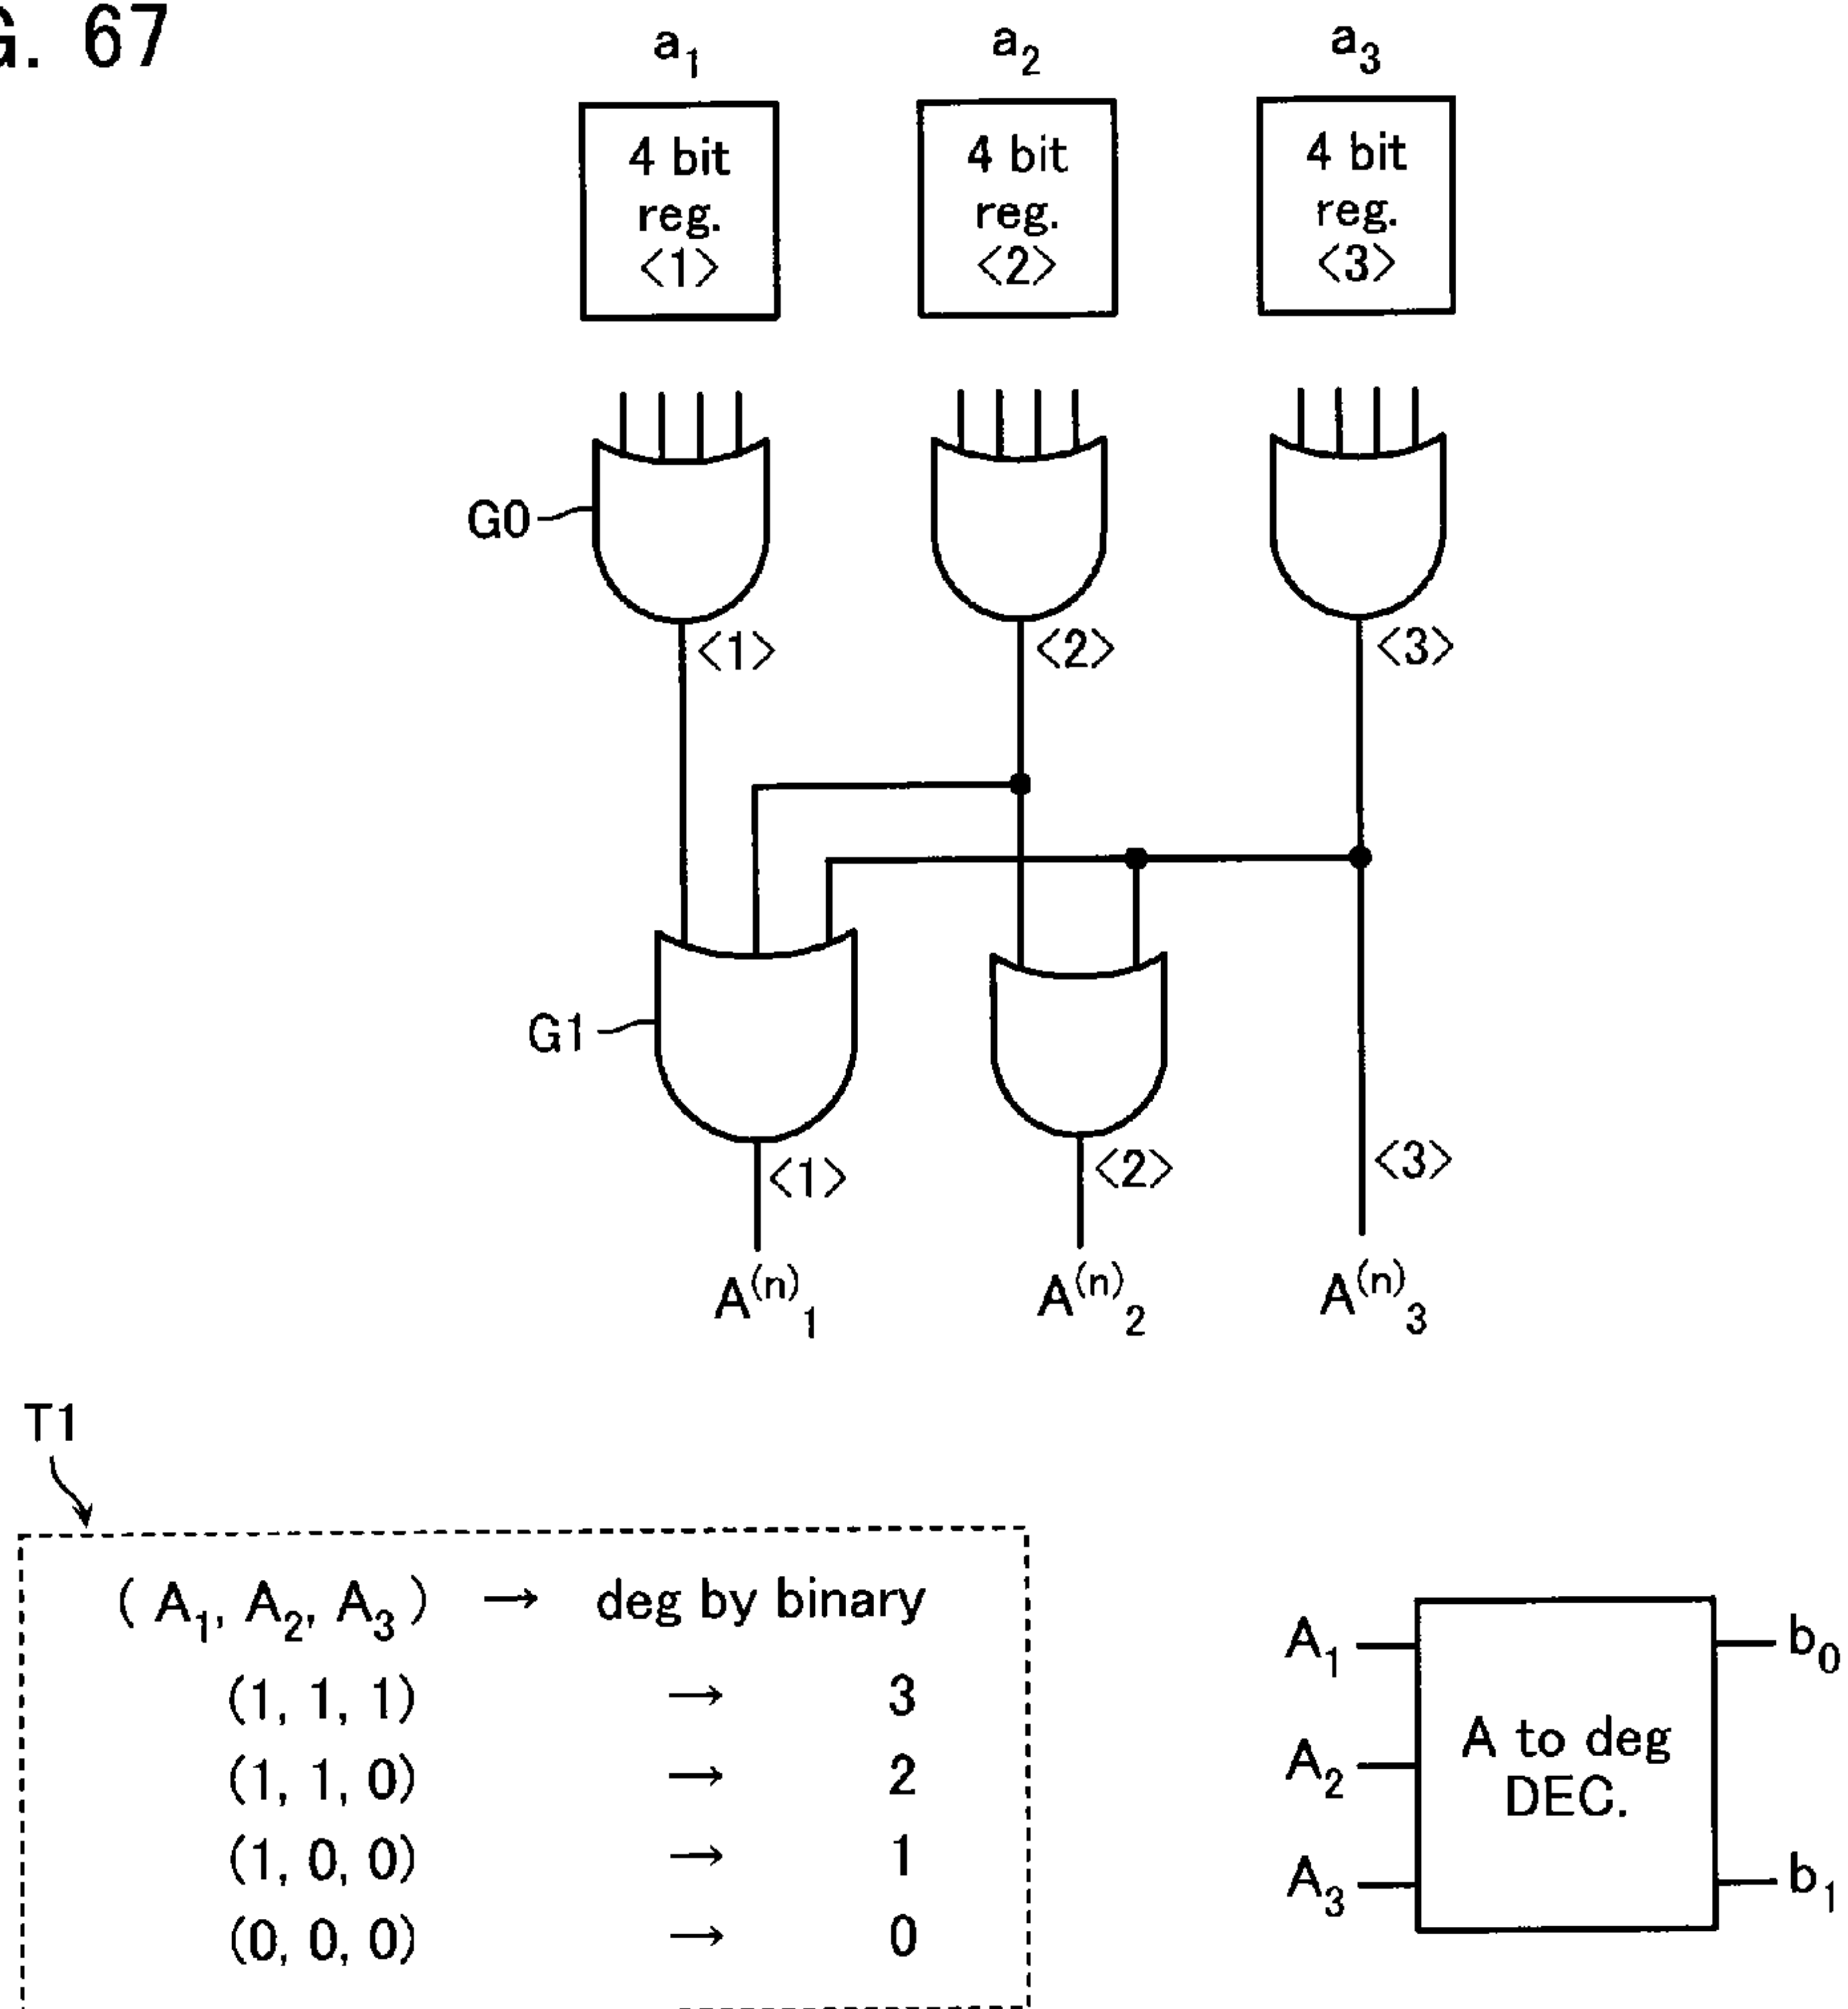 G. 67
a1 a2 a3
4 bit reg. <1>
4 bit reg. <2>
4 bit reg. <3>
G0
<1> <2> <3>
G1
<1> <2> <3>
A(n)1 A(n)2 A(n)3
T1
( A1, A2, A3 ) → deg by binary
(1, 1, 1) → 3
(1, 1, 0) → 2
(1, 0, 0) → 1
(0, 0, 0) → 0
A1
A2
A3
A to deg
DEC.
b0
b1